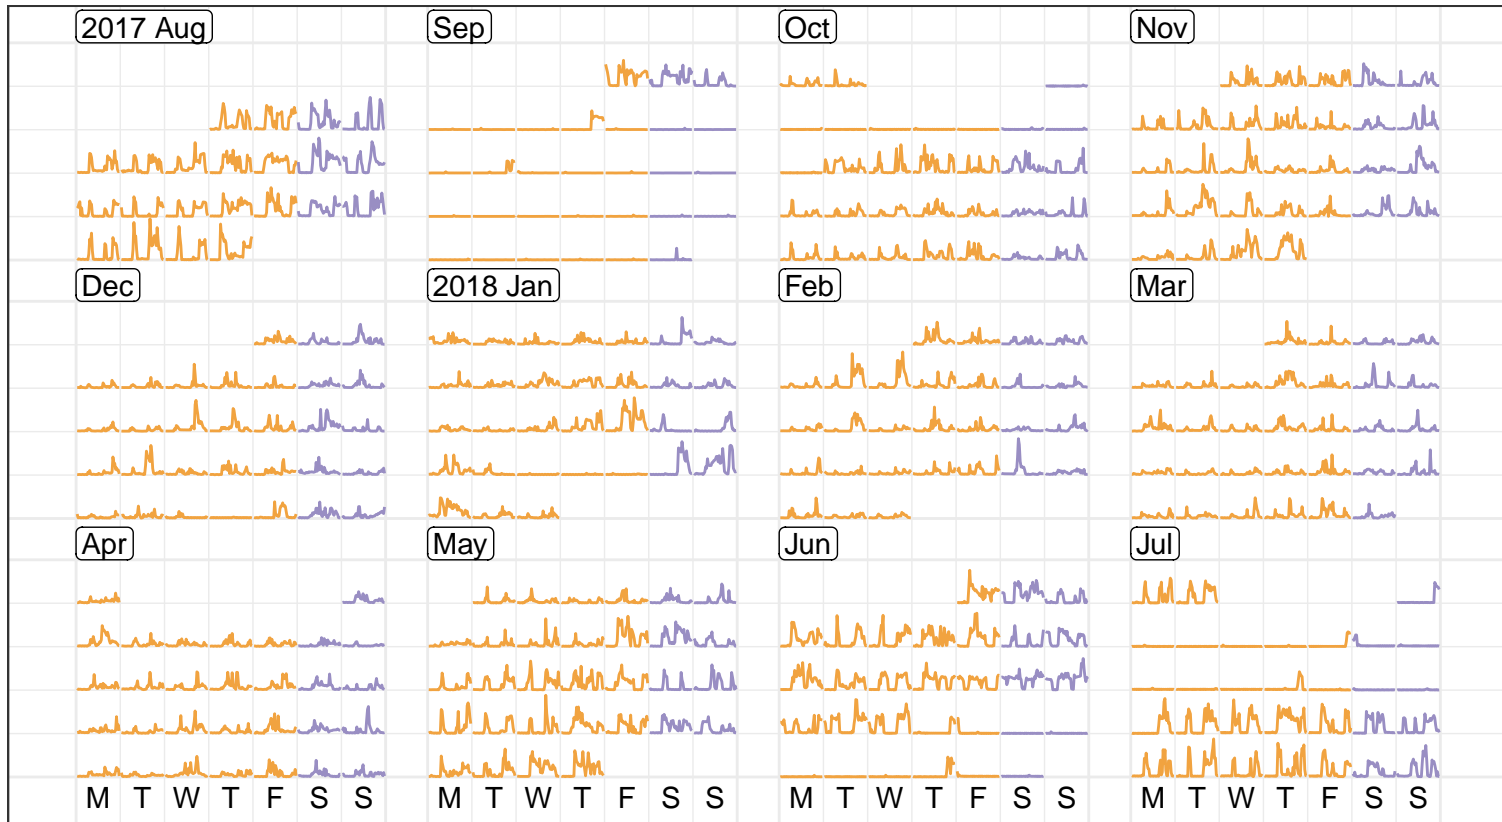 2017 Aug Sep Oct Nov
Dec 2018 Jan Feb Mar
Apr May Jun Jul
M T W T F S S M T W T F S S M T W T F S S M T W T F S S